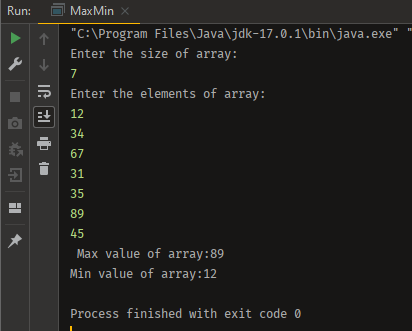 Run: MaxMin ×
"C:\Program Files\Java\jdk-17.0.1\bin\java.exe" "
Enter the size of array:
7
Enter the elements of array:
12
34
67
31
35
89
45
 Max value of array:89
Min value of array:12
Process finished with exit code 0